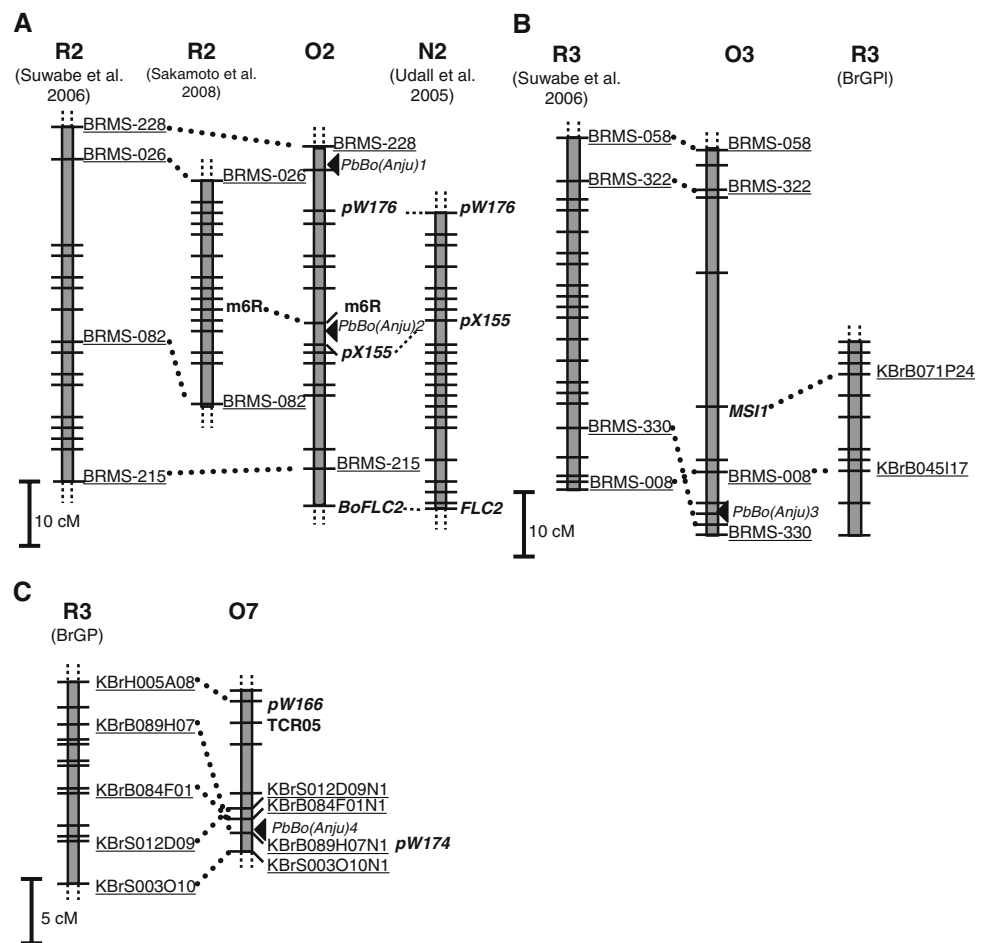 A
R2
(Suwabe et al.
2006)
R2
(Sakamoto et al.
2008)
O2
N2
(Udall et al.
2005)
BRMS-228
BRMS-026
BRMS-082
BRMS-215
BRMS-026
m6R
BRMS-082
BRMS-228
PbBo(Anju)1
pW176
m6R
PbBo(Anju)2
pX155
BRMS-215
BoFLC2
pW176
pX155
FLC2
10 cM
B
R3
(Suwabe et al.
2006)
O3
R3
(BrGPl)
BRMS-058
BRMS-322
BRMS-330
BRMS-008
BRMS-058
BRMS-322
MSI1
BRMS-008
PbBo(Anju)3
BRMS-330
KBrB071P24
KBrB045I17
10 cM
C
R3
(BrGP)
O7
KBrH005A08
KBrB089H07
KBrB084F01
KBrS012D09
KBrS003O10
pW166
TCR05
KBrS012D09N1
KBrB084F01N1
PbBo(Anju)4
KBrB089H07N1 pW174
KBrS003O10N1
5 cM